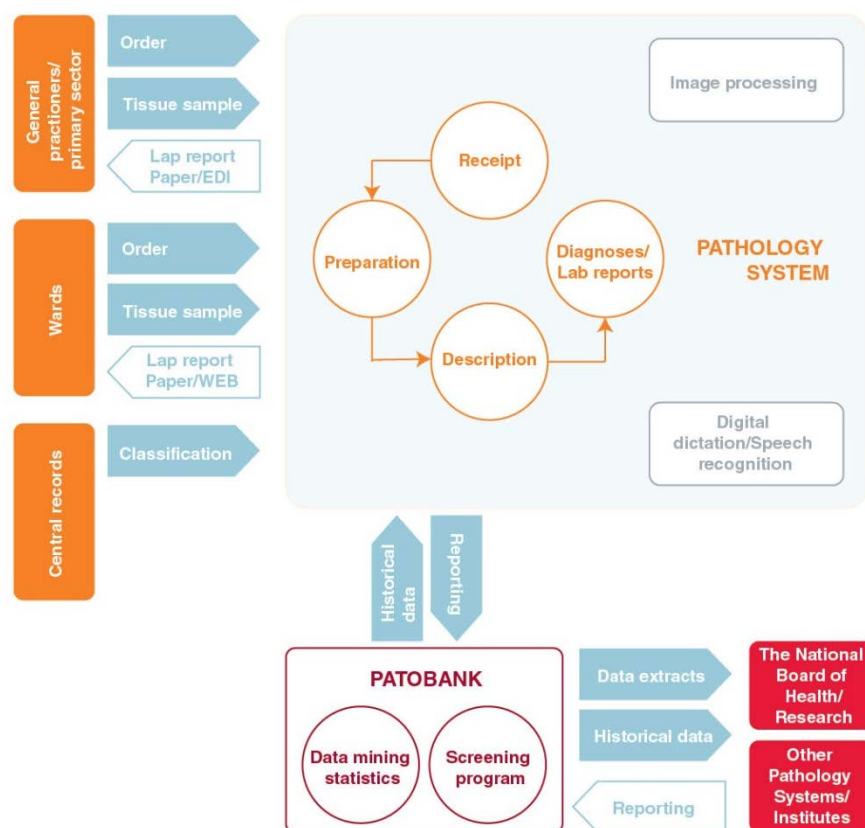 General
practioners/
primary sector
Order
Tissue sample
Lap report
Paper/EDI
Wards
Order
Tissue sample
Lap report
Paper/WEB
Central records
Classification
Image processing
Receipt
Preparation
Diagnoses/
Lab reports
Description
PATHOLOGY
SYSTEM
Digital
dictation/Speech
recognition
Historical
data
Reporting
PATOBANK
Data mining
statistics
Screening
program
Data extracts
Historical data
Reporting
The National
Board of
Health/
Research
Other
Pathology
Systems/
Institutes